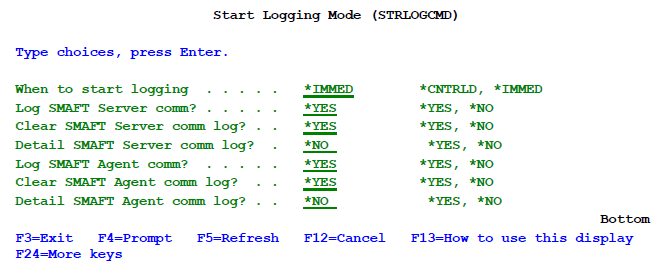 Start Logging Mode (STRLOGCMD)
Type choices, press Enter.
When to start logging . . . . . *IMMED *CNTRLD, *IMMED
Log SMAFT Server comm? . . . . . *YES *YES, *NO
Clear SMAFT Server comm log? . . *YES *YES, *NO
Detail SMAFT Server comm log? . *NO *YES, *NO
Log SMAFT Agent comm? . . . . . *YES *YES, *NO
Clear SMAFT Agent comm log? . . *YES *YES, *NO
Detail SMAFT Agent comm log? . . *NO *YES, *NO
Bottom
F3=Exit F4=Prompt F5=Refresh F12=Cancel F13=How to use this display
F24=More keys